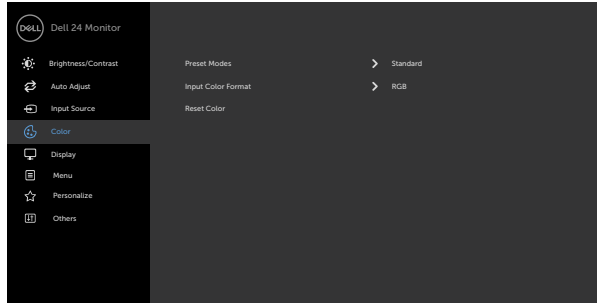 DELL Dell 24 Monitor
Brightness/Contrast Preset Modes Standard
Auto Adjust Input Color Format RGB
Input Source Reset Color
Color
Display
Menu
Personalize
Others